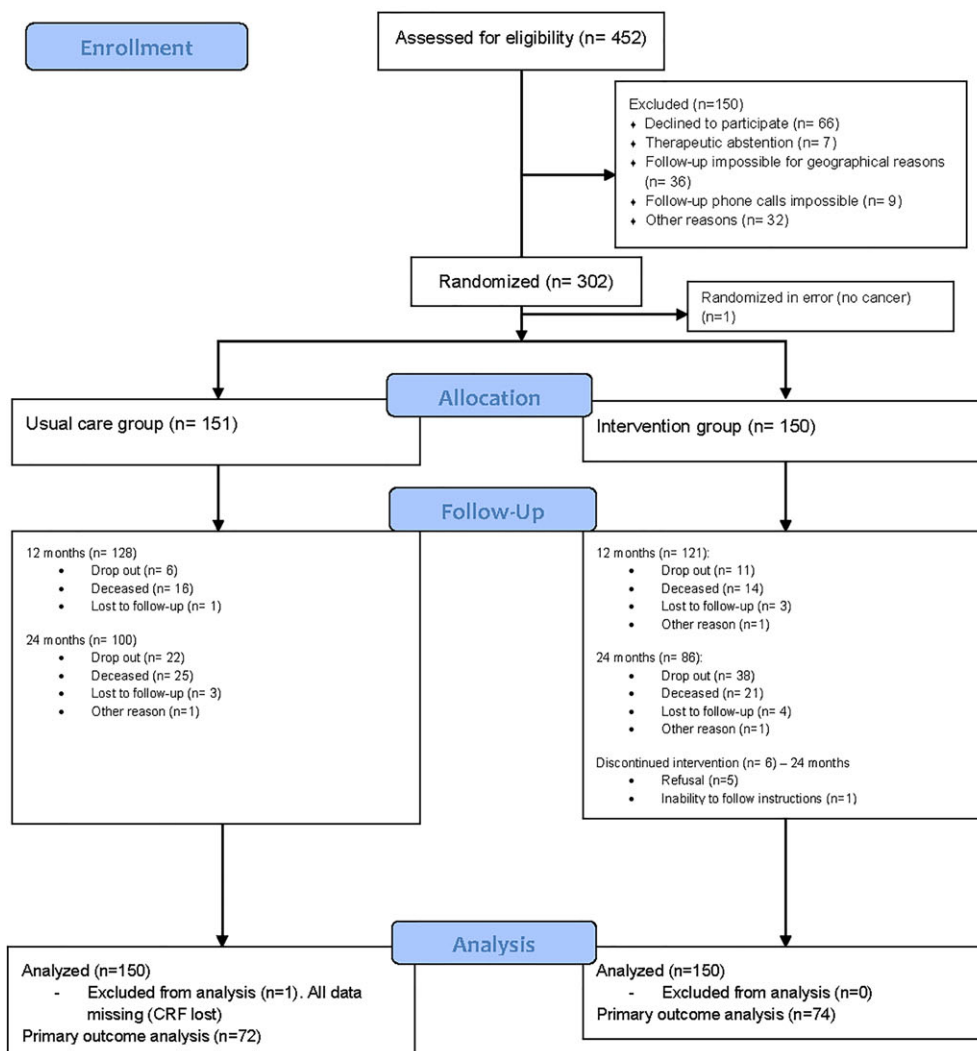 Enrollment
Assessed for eligibility (n= 452)
Excluded (n=150)
♦ Declined to participate (n= 66)
♦ Therapeutic abstention (n= 7)
♦ Follow-up impossible for geographical reasons
(n= 36)
♦ Follow-up phone calls impossible (n= 9)
♦ Other reasons (n= 32)
Randomized (n= 302)
Randomized in error (no cancer)
(n=1)
Allocation
Usual care group (n= 151)
Intervention group (n= 150)
Follow-Up
12 months (n= 128)
• Drop out (n= 6)
• Deceased (n= 16)
• Lost to follow-up (n= 1)
24 months (n= 100)
• Drop out (n= 22)
• Deceased (n= 25)
• Lost to follow-up (n= 3)
• Other reason (n=1)
12 months (n= 121):
• Drop out (n= 11)
• Deceased (n= 14)
• Lost to follow-up (n= 3)
• Other reason (n=1)
24 months (n= 86):
• Drop out (n= 38)
• Deceased (n= 21)
• Lost to follow-up (n= 4)
• Other reason (n=1)
Discontinued intervention (n= 6) – 24 months
• Refusal (n=5)
• Inability to follow instructions (n=1)
Analysis
Analyzed (n=150)
- Excluded from analysis (n=1). All data
missing (CRF lost)
Primary outcome analysis (n=72)
Analyzed (n=150)
- Excluded from analysis (n=0)
Primary outcome analysis (n=74)